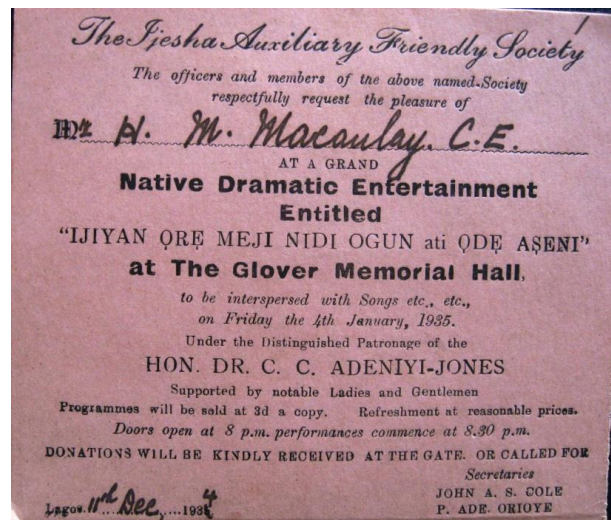 The Ijesha Auxiliary Friendly Society
The officers and members of the above named Society
respectfully request the pleasure of
Mr H. M. Macaulay. C.E.
AT A GRAND
Native Dramatic Entertainment
Entitled
"IJIYAN ỌRẸ MEJI NIDI OGUN ati ỌDẸ AṢENI"
at The Glover Memorial Hall,
to be interspersed with Songs etc., etc.,
on Friday the 4th January, 1935.
Under the Distinguished Patronage of the
HON. DR. C. C. ADENIYI-JONES
Supported by notable Ladies and Gentlemen
Programmes will be sold at 3d a copy. Refreshment at reasonable prices.
Doors open at 8 p.m. performances commence at 8.30 p.m.
DONATIONS WILL BE KINDLY RECEIVED AT THE GATE. OR CALLED FOR
Secretaries
JOHN A. S. COLE
P. ADE. ORIOYE
Lagos Dec, 1934